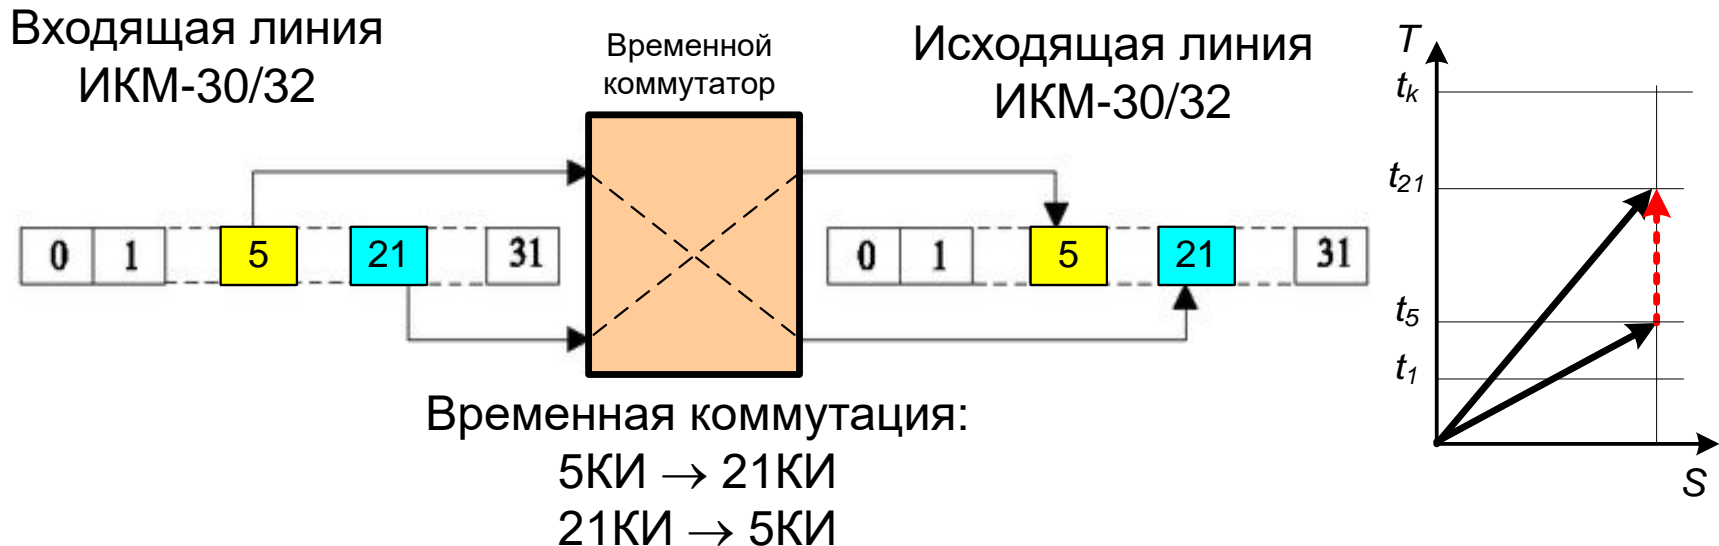 Входящая линия
ИКМ-30/32
Временной
коммутатор
Исходящая линия
ИКМ-30/32
0 1 5 21 31
0 1 5 21 31
Временная коммутация:
5КИ → 21КИ
21КИ → 5КИ
T
tk
t21
t5
t1
S